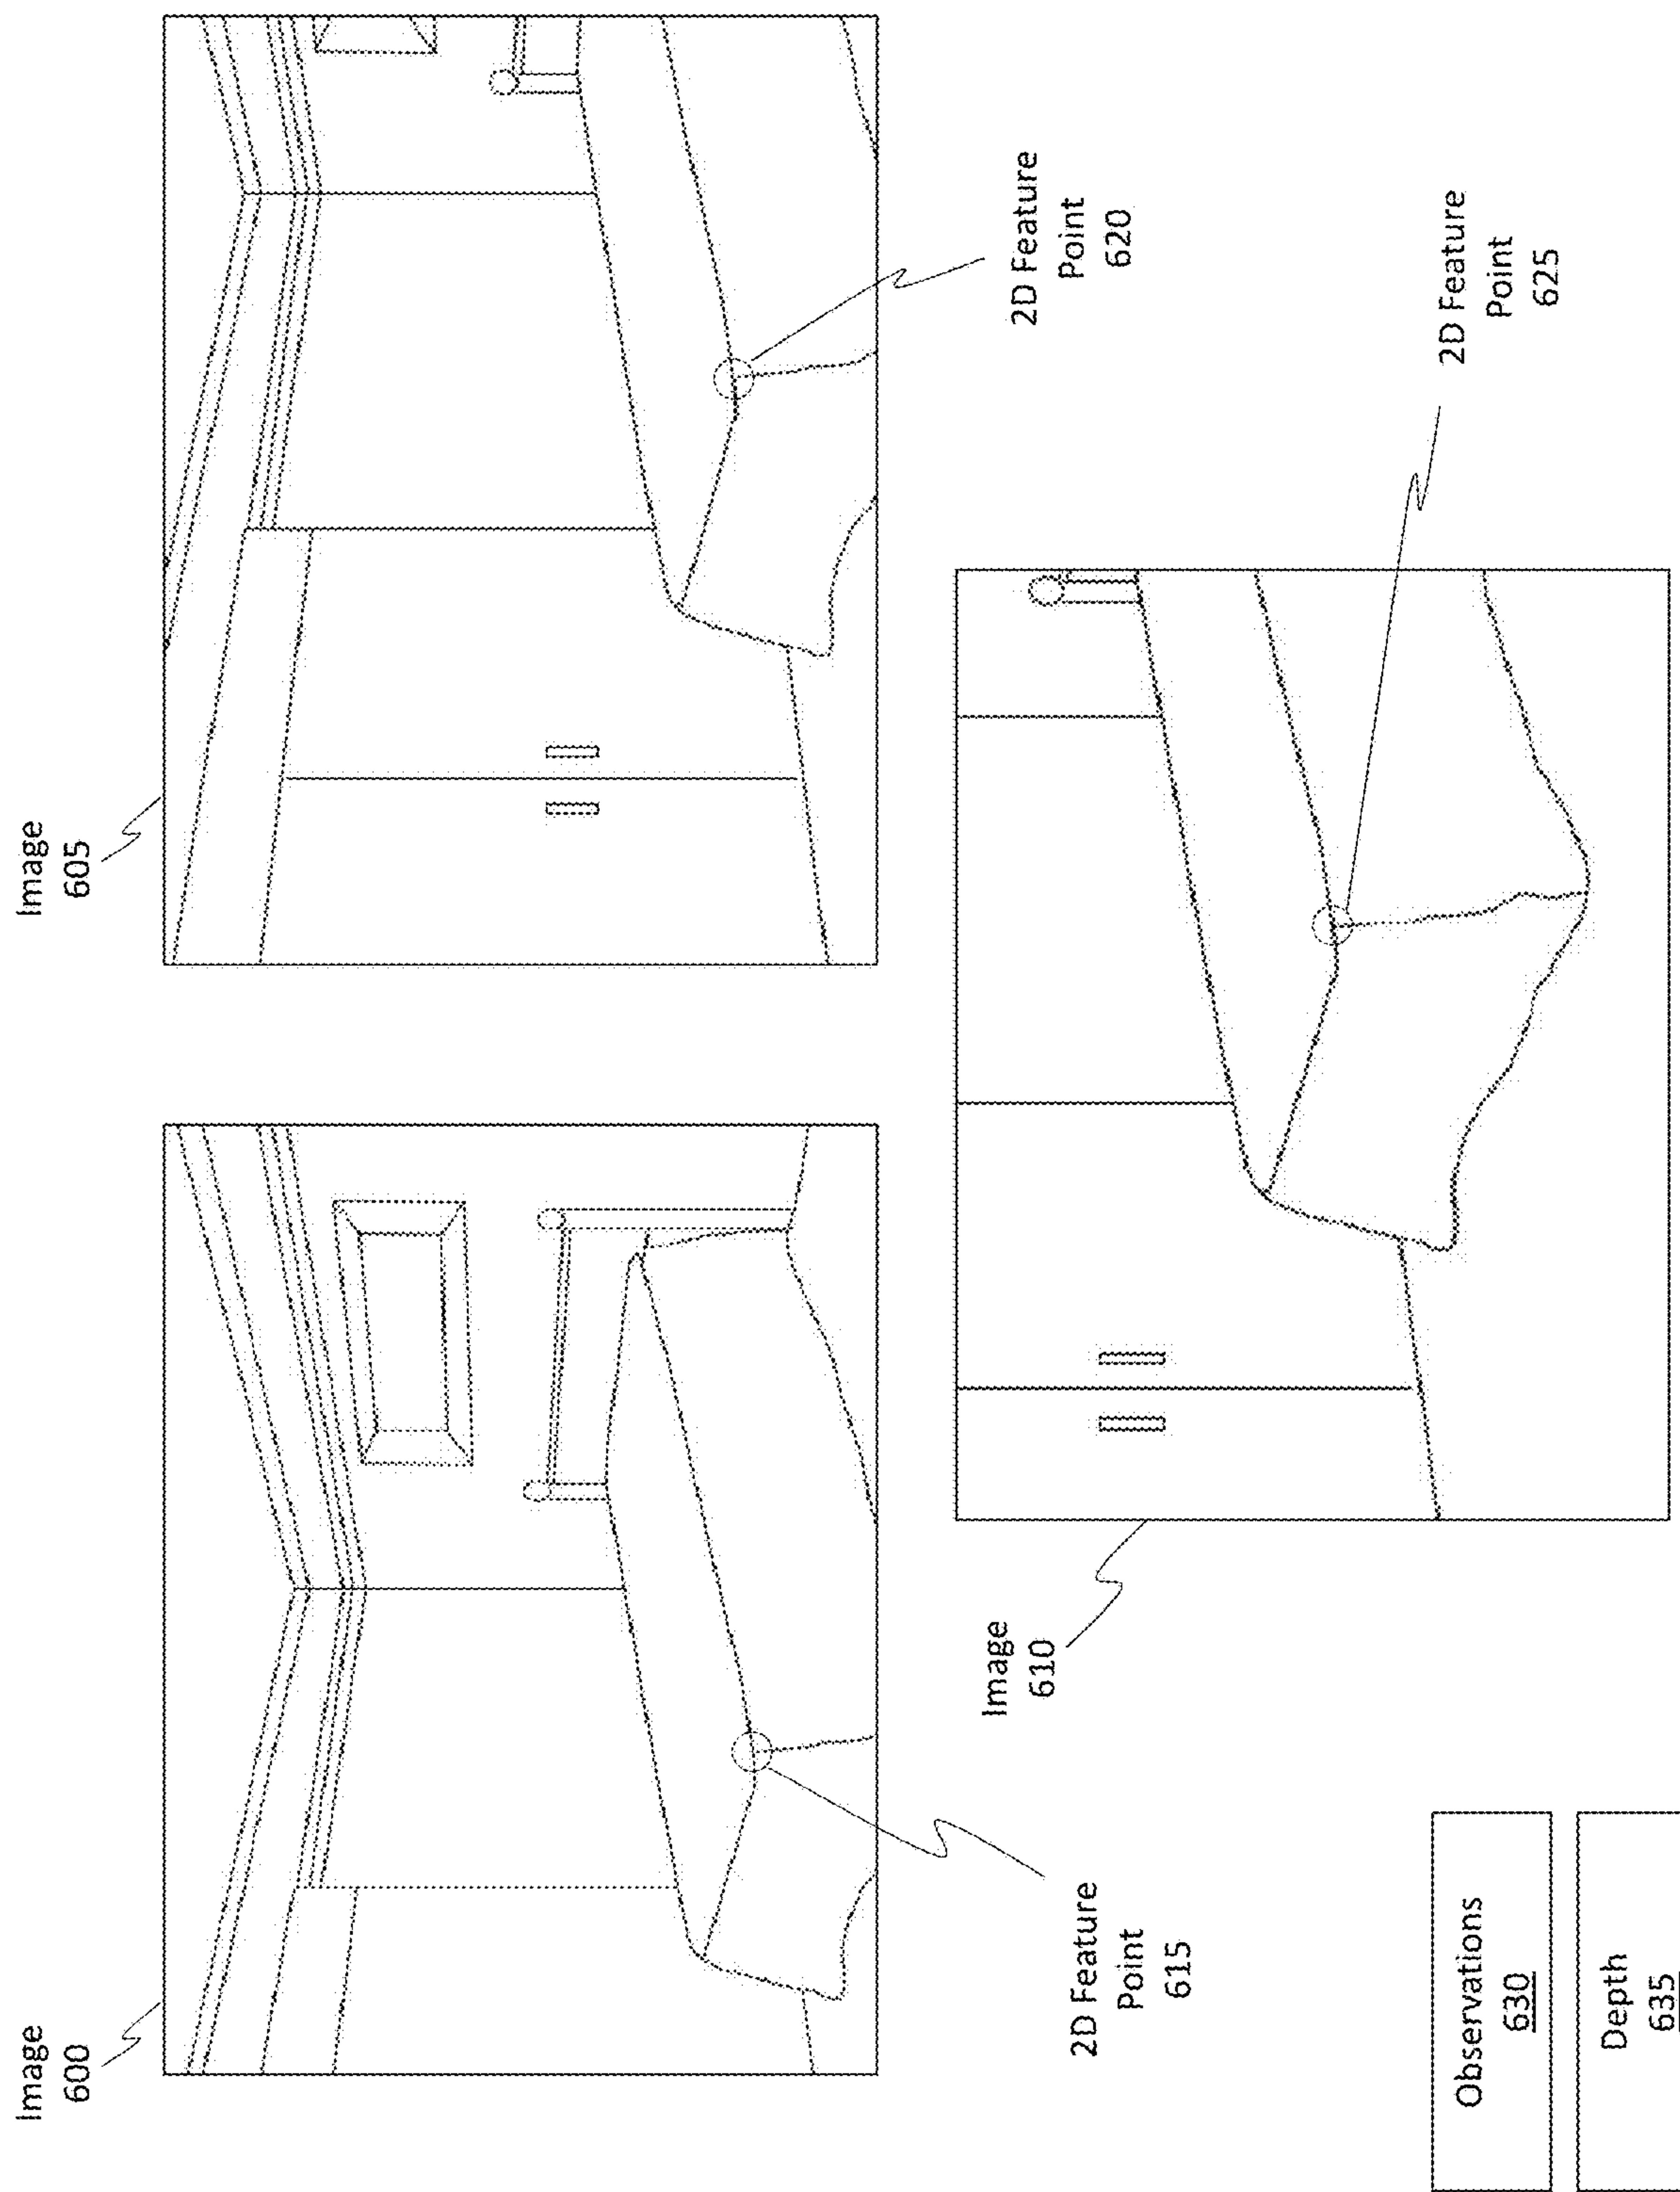 Image
600
Image
605
2D Feature
Point
615
2D Feature
Point
620
Image
610
2D Feature
Point
625
Observations
630
Depth
635